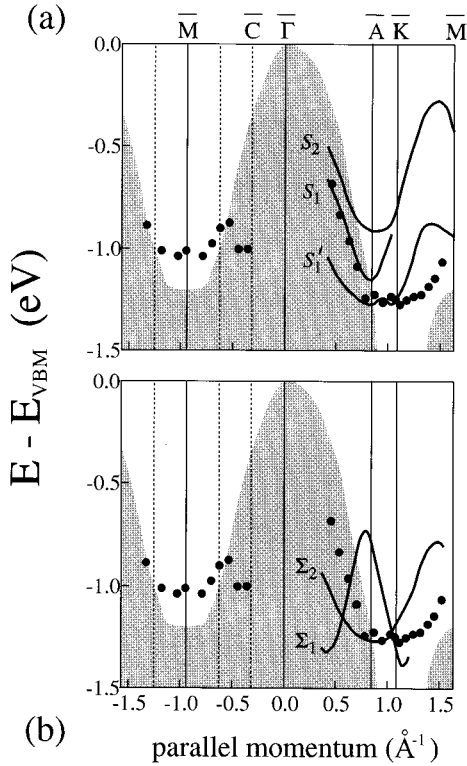 (a)
M̅ C̅ Γ̅ A̅ K̅ M̅
0.0
-0.5
-1.0
-1.5
S₂
S₁
S₁′
E - E_VBM (eV)
0.0
-0.5
-1.0
-1.5
Σ₂
Σ₁
-1.5 -1.0 -0.5 0.0 0.5 1.0 1.5
(b)
parallel momentum (Å⁻¹)